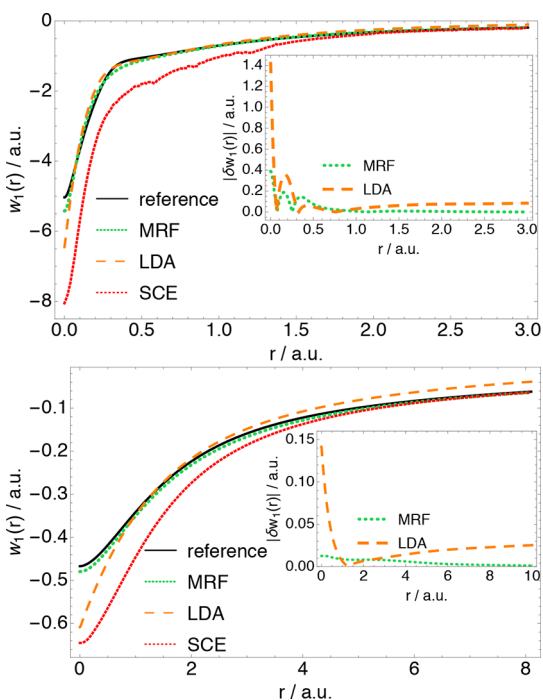 0
−2
−4
−6
−8
w₁(r) / a.u.
reference
MRF
LDA
SCE
0.0 0.5 1.0 1.5 2.0 2.5 3.0
r / a.u.
1.4
1.2
1.0
0.8
0.6
0.4
0.2
0.0
|δw₁(r)| / a.u.
MRF
LDA
0.0 0.5 1.0 1.5 2.0 2.5 3.0
r / a.u.
−0.1
−0.2
−0.3
−0.4
−0.5
−0.6
w₁(r) / a.u.
reference
MRF
LDA
SCE
0 2 4 6 8
r / a.u.
0.15
0.10
0.05
0.00
|δw₁(r)| / a.u.
MRF
LDA
0 2 4 6 8 10
r / a.u.